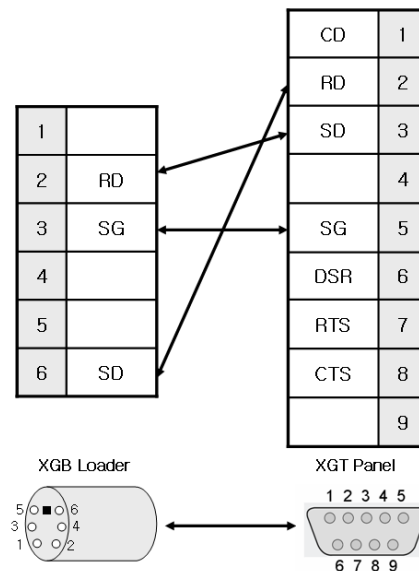 CD 1
RD 2
SD 3
4
SG 5
DSR 6
RTS 7
CTS 8
9
1
2 RD
3 SG
4
5
6 SD
XGB Loader
XGT Panel
5 6
3 4
1 2
1 2 3 4 5
6 7 8 9